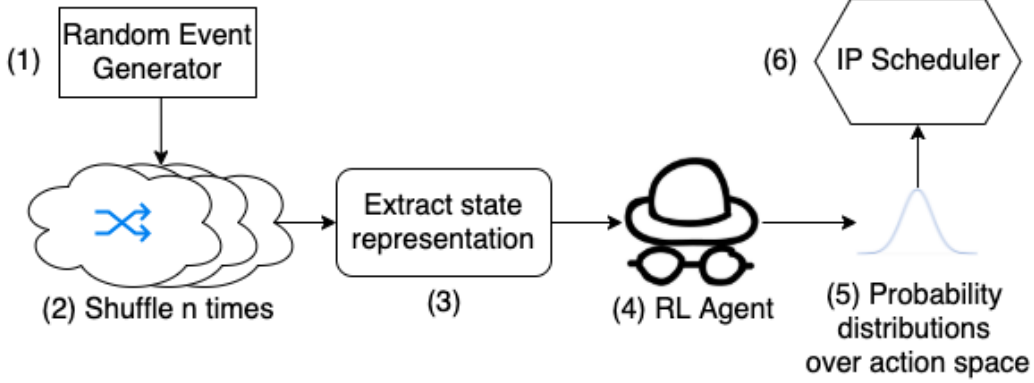 (1)
Random Event
Generator
(2) Shuffle n times
Extract state
representation
(3)
(4) RL Agent
(5) Probability
distributions
over action space
(6)
IP Scheduler